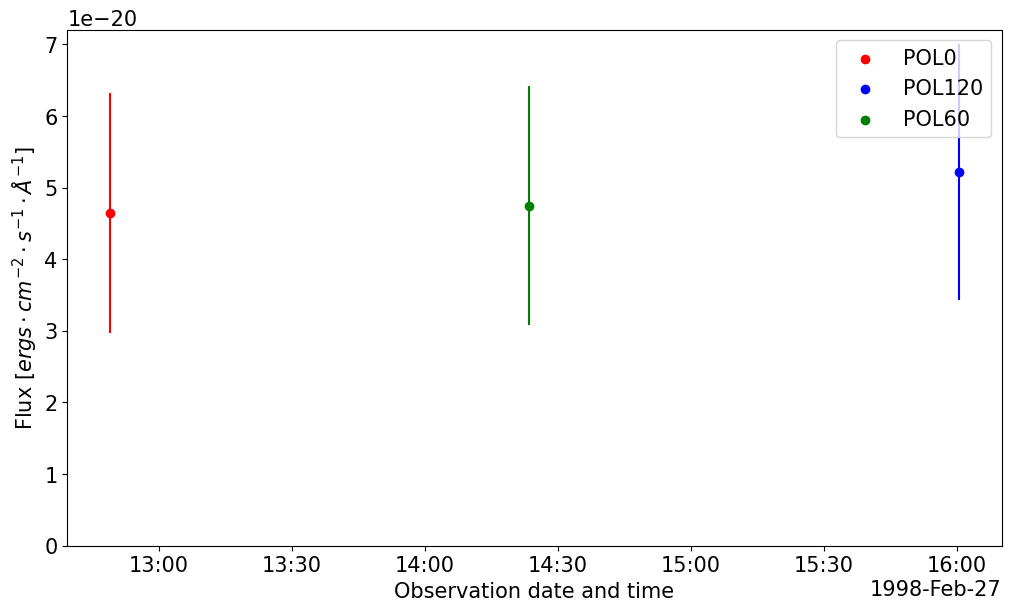 1e−20
7
6
5
4
3
2
1
0
Flux [ergs · cm⁻² · s⁻¹ · Å⁻¹]
POL0
POL120
POL60
13:00 13:30 14:00 14:30 15:00 15:30 16:00
Observation date and time
1998-Feb-27